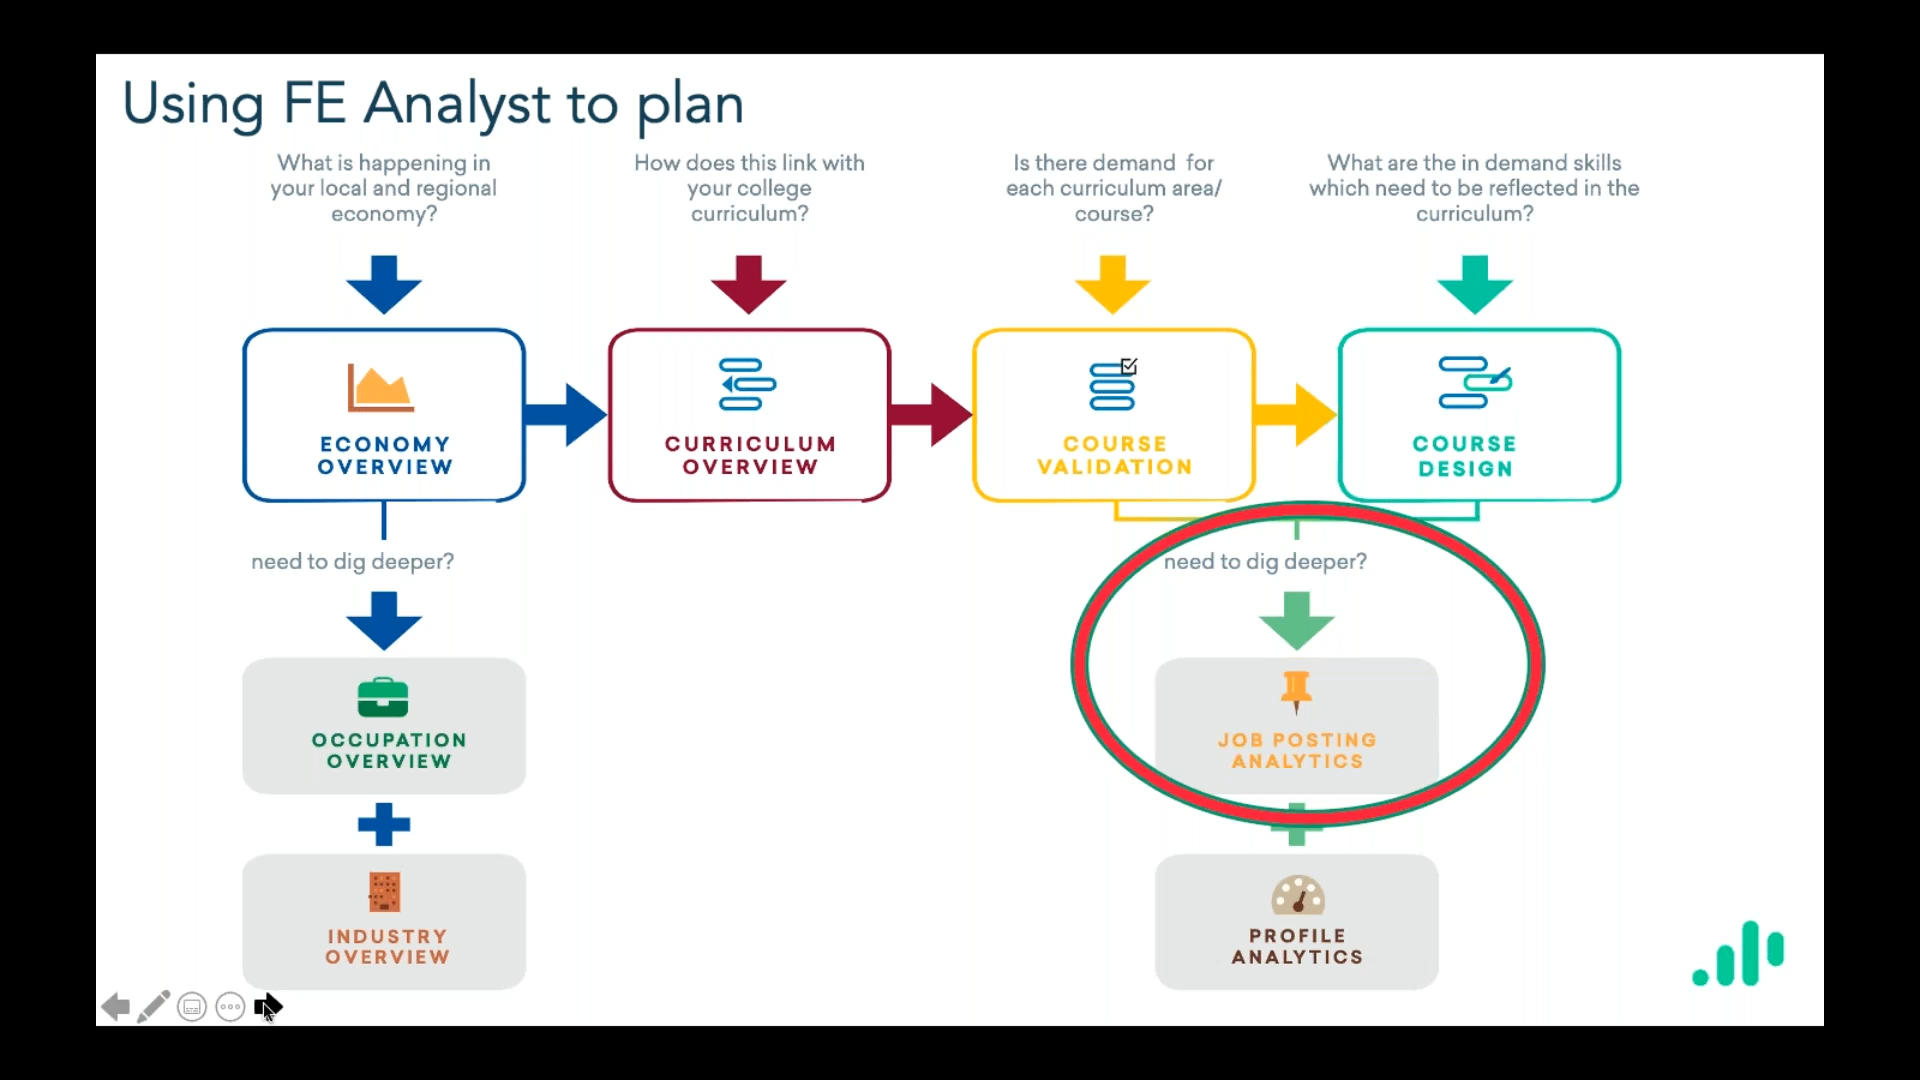 Using FE Analyst to plan
What is happening in
your local and regional
economy?
How does this link with
your college
curriculum?
Is there demand for
each curriculum area/
course?
What are the in demand skills
which need to be reflected in the
curriculum?
ECONOMY
OVERVIEW
CURRICULUM
OVERVIEW
COURSE
VALIDATION
COURSE
DESIGN
need to dig deeper?
need to dig deeper?
OCCUPATION
OVERVIEW
JOB POSTING
ANALYTICS
INDUSTRY
OVERVIEW
PROFILE
ANALYTICS